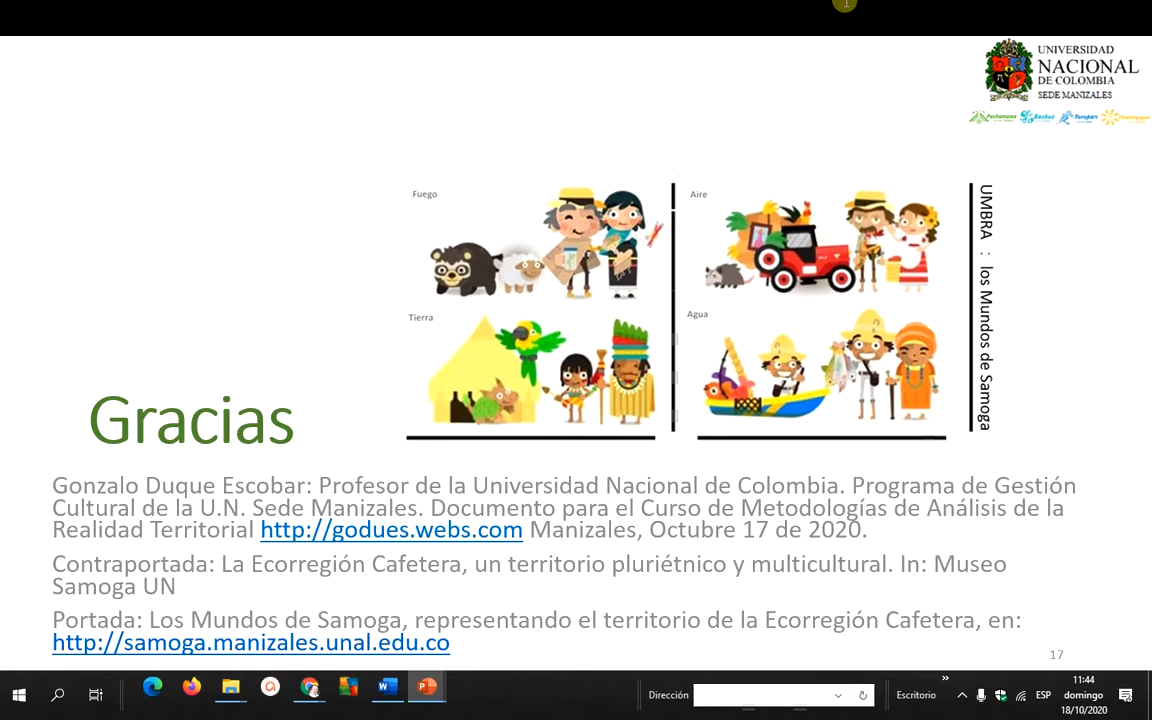 UNIVERSIDAD
NACIONAL
DE COLOMBIA
SEDE MANIZALES
Pachamama
Bachue
Yurupari
Chiminigagua
Fuego
Aire
UMBRA : los Mundos de Samoga
Tierra
Agua
Gracias
Gonzalo Duque Escobar: Profesor de la Universidad Nacional de Colombia. Programa de Gestión
Cultural de la U.N. Sede Manizales. Documento para el Curso de Metodologías de Análisis de la
Realidad Territorial http://godues.webs.com Manizales, Octubre 17 de 2020.
Contraportada: La Ecorregión Cafetera, un territorio pluriétnico y multicultural. In: Museo
Samoga UN
Portada: Los Mundos de Samoga, representando el territorio de la Ecorregión Cafetera, en:
http://samoga.manizales.unal.edu.co
17
Dirección
Escritorio
ESP
11:44
domingo
18/10/2020